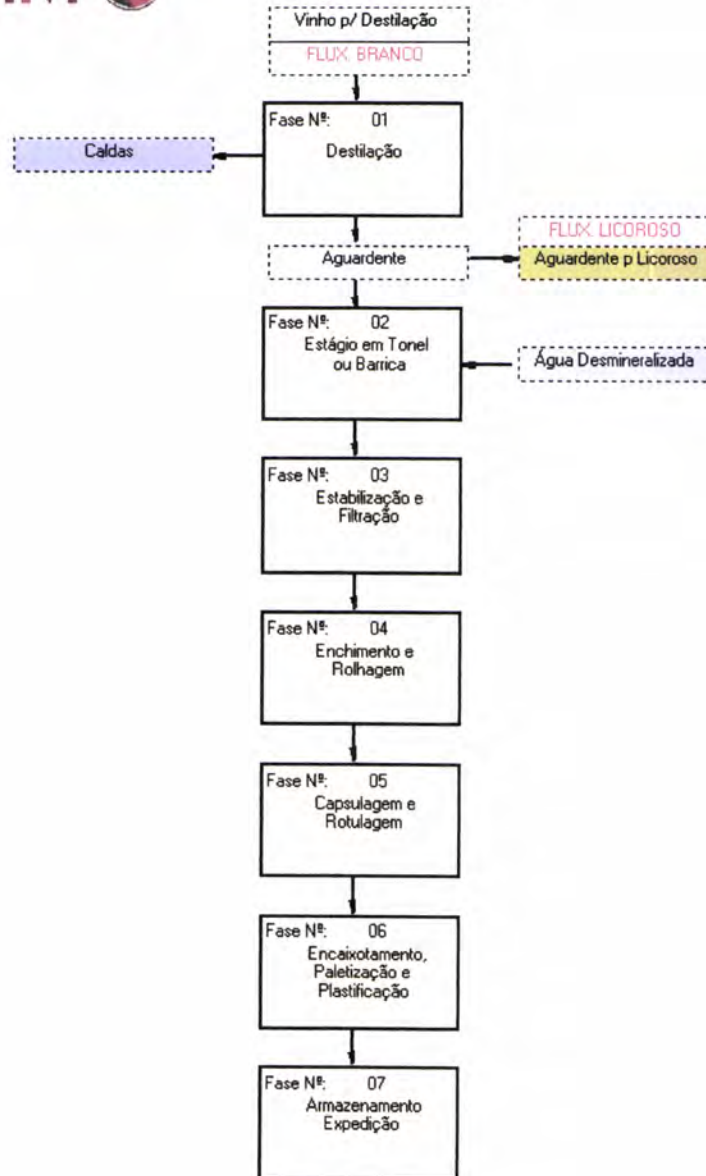 Vinho p/ Destilação
FLUX. BRANCO
Fase Nº: 01
Destilação
Caldas
Aguardente
FLUX. LICOROSO
Aguardente p Licoroso
Fase Nº: 02
Estágio em Tonel
ou Barrica
Água Desmineralizada
Fase Nº: 03
Estabilização e
Filtração
Fase Nº: 04
Enchimento e
Rolhagem
Fase Nº: 05
Capsulagem e
Rotulagem
Fase Nº: 06
Encaixotamento,
Paletização e
Plastificação
Fase Nº: 07
Armazenamento
Expedição